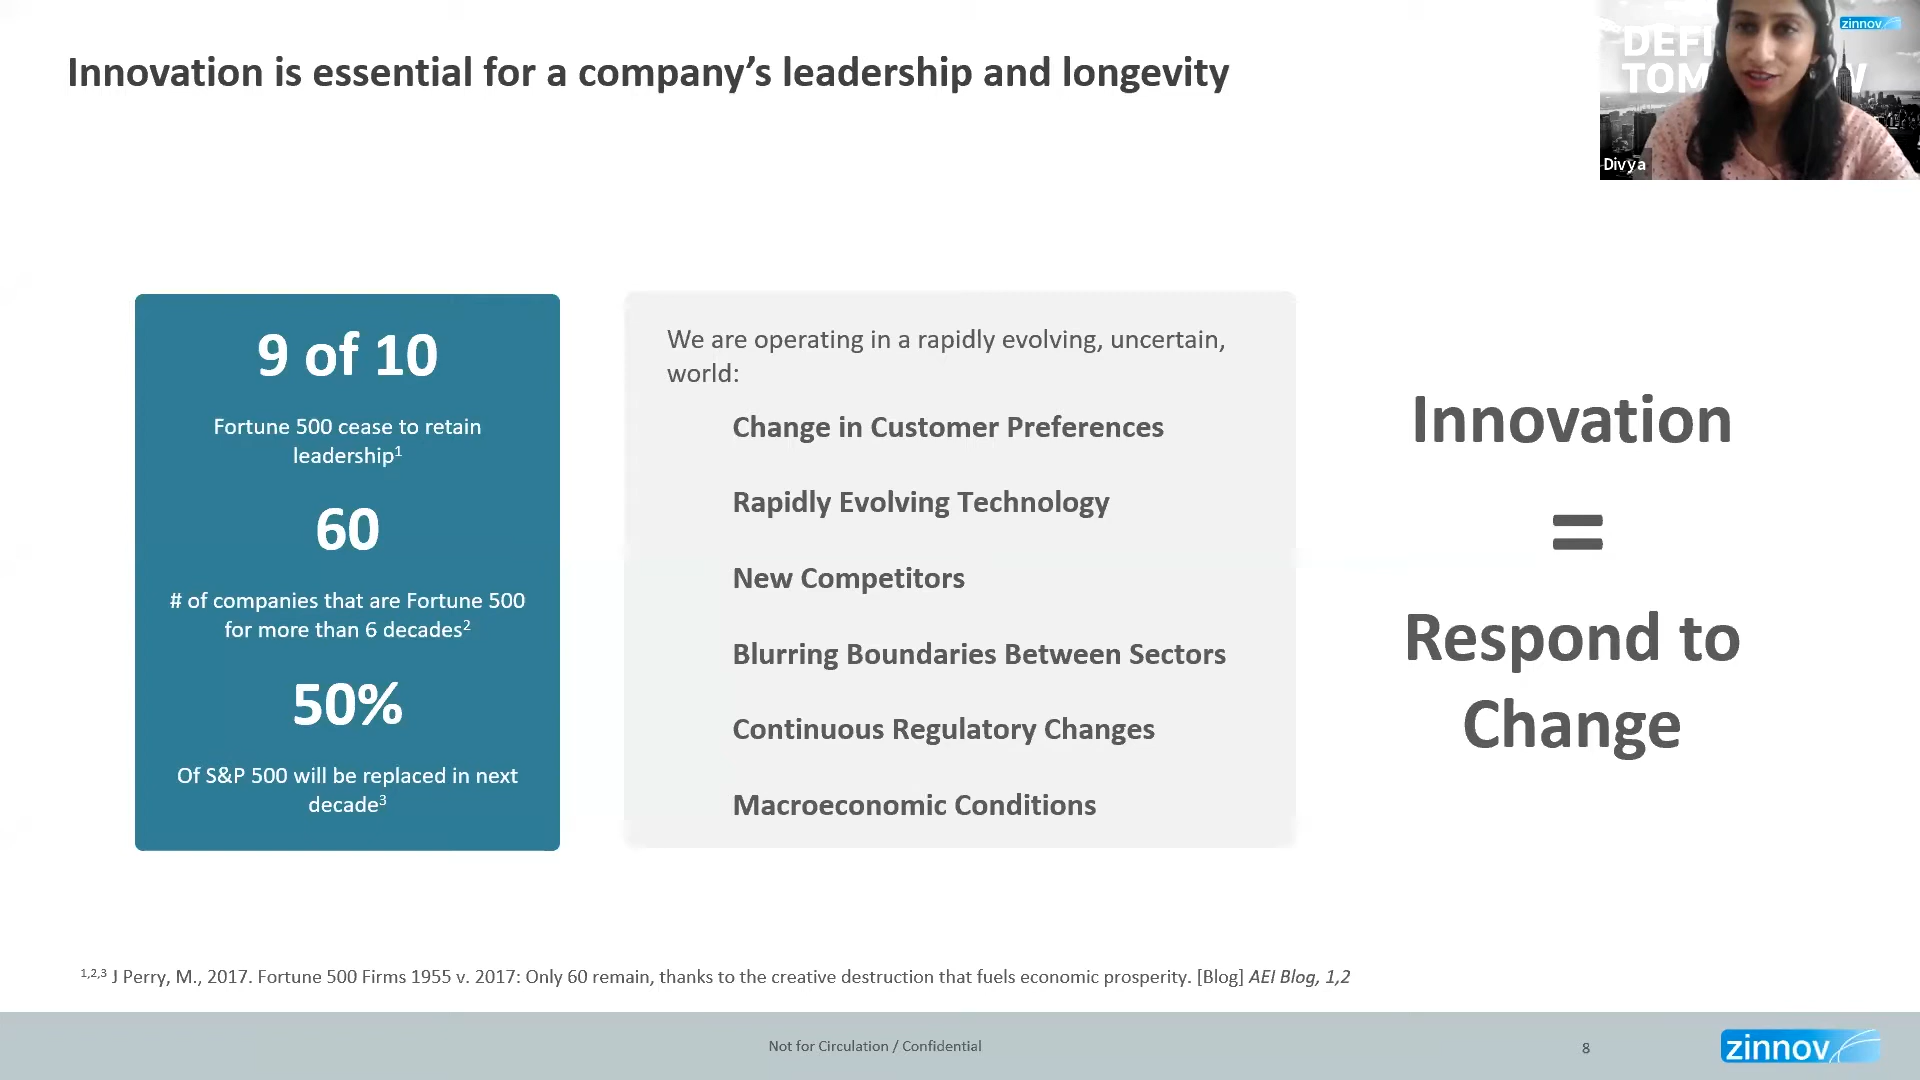 Innovation is essential for a company’s leadership and longevity
zinnov
Divya
9 of 10
Fortune 500 cease to retain
leadership1
60
# of companies that are Fortune 500
for more than 6 decades2
50%
Of S&P 500 will be replaced in next
decade3
We are operating in a rapidly evolving, uncertain,
world:
Change in Customer Preferences
Rapidly Evolving Technology
New Competitors
Blurring Boundaries Between Sectors
Continuous Regulatory Changes
Macroeconomic Conditions
Innovation
=
Respond to
Change
1,2,3 J Perry, M., 2017. Fortune 500 Firms 1955 v. 2017: Only 60 remain, thanks to the creative destruction that fuels economic prosperity. [Blog] AEI Blog, 1,2
Not for Circulation / Confidential
8
zinnov